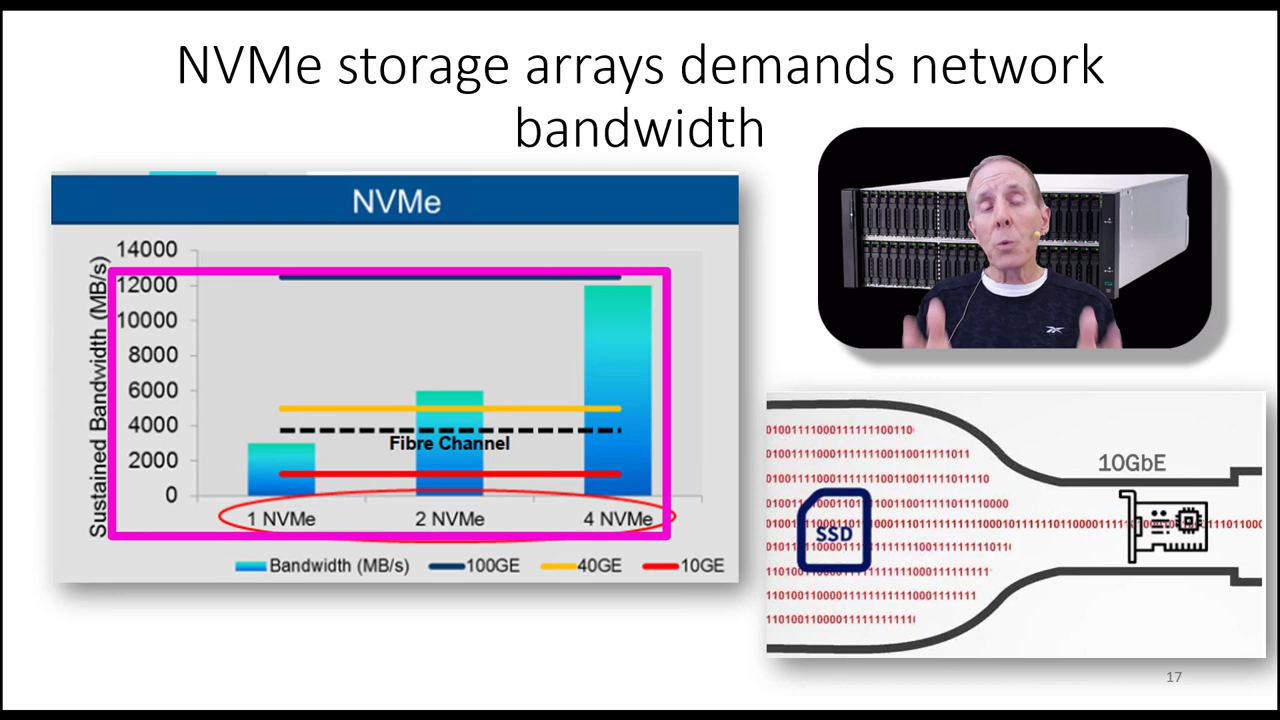 NVMe storage arrays demands network
bandwidth
NVMe
Sustained Bandwidth (MB/s)
14000
12000
10000
8000
6000
4000
2000
0
Fibre Channel
1 NVMe
2 NVMe
4 NVMe
Bandwidth (MB/s)
100GE
40GE
10GE
SSD
10GbE
17